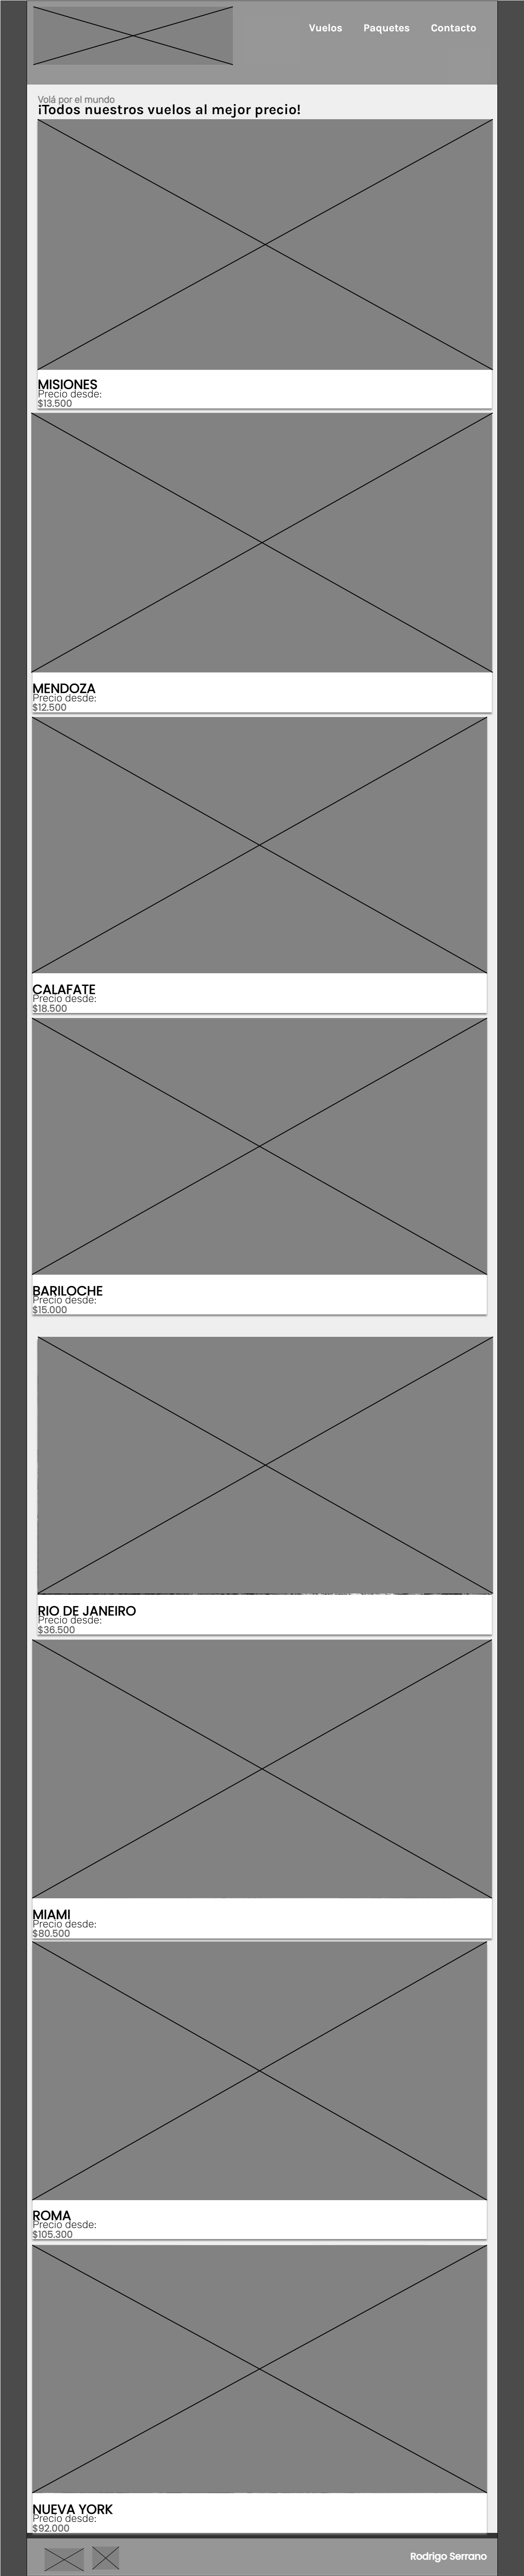 Vuelos Paquetes Contacto
Volá por el mundo
¡Todos nuestros vuelos al mejor precio!
MISIONES
Precio desde:
$13.500
MENDOZA
Precio desde:
$12.500
CALAFATE
Precio desde:
$18.500
BARILOCHE
Precio desde:
$15.000
RIO DE JANEIRO
Precio desde:
$36.500
MIAMI
Precio desde:
$80.500
ROMA
Precio desde:
$105.300
NUEVA YORK
Precio desde:
$92.000
Rodrigo Serrano